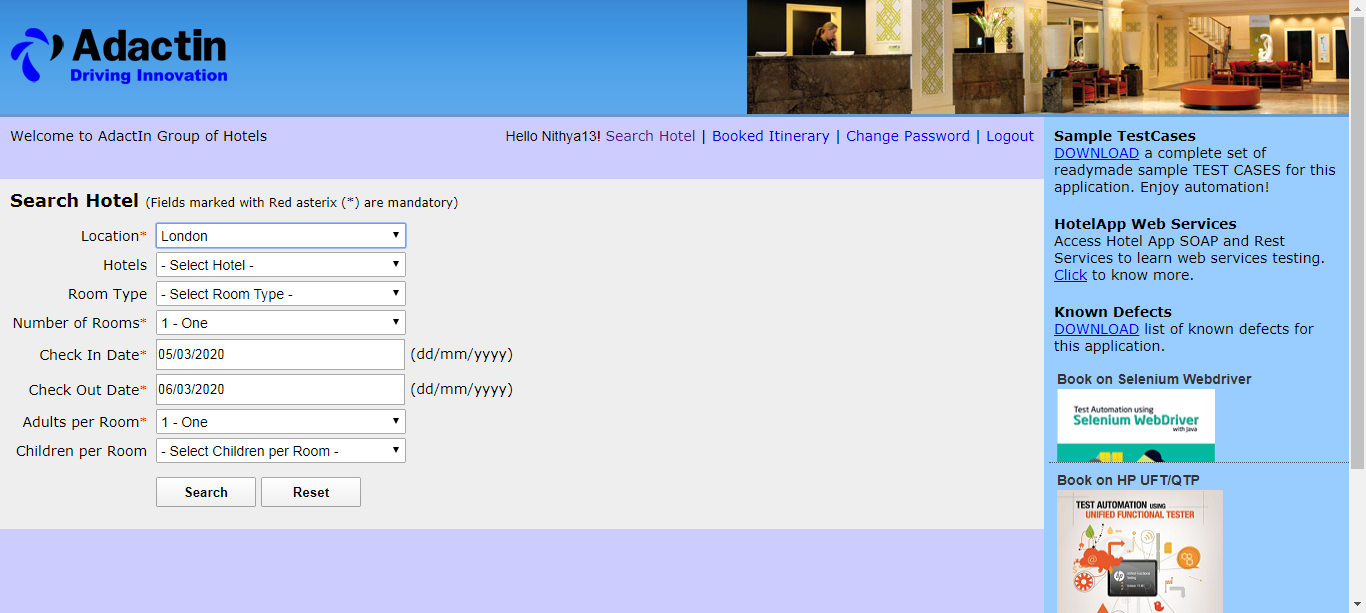 Adactin
Driving Innovation
Welcome to AdactIn Group of Hotels
Hello Nithya13! Search Hotel | Booked Itinerary | Change Password | Logout
Search Hotel (Fields marked with Red asterix (*) are mandatory)
Location* London
Hotels - Select Hotel -
Room Type - Select Room Type -
Number of Rooms* 1 - One
Check In Date* 05/03/2020 (dd/mm/yyyy)
Check Out Date* 06/03/2020 (dd/mm/yyyy)
Adults per Room* 1 - One
Children per Room - Select Children per Room -
Search Reset
Sample TestCases
DOWNLOAD a complete set of
readymade sample TEST CASES for this
application. Enjoy automation!
HotelApp Web Services
Access Hotel App SOAP and Rest
Services to learn web services testing.
Click to know more.
Known Defects
DOWNLOAD list of known defects for
this application.
Book on Selenium Webdriver
Test Automation using
Selenium WebDriver
with Java
Book on HP UFT/QTP
TEST AUTOMATION USING
UNIFIED FUNCTIONAL TESTER
hp